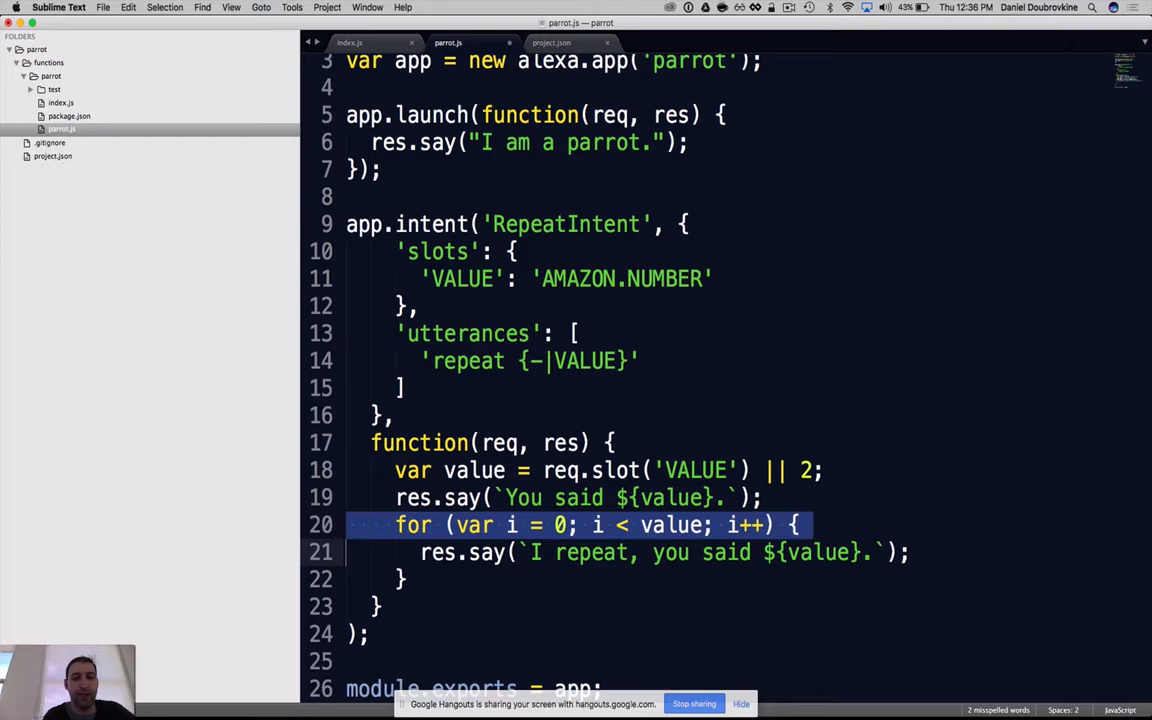 Sublime Text File Edit Selection Find View Goto Tools Project Window Help 43% Thu 12:36 PM Daniel Doubrovkine
parrot.js — parrot
FOLDERS
parrot
functions
parrot
test
index.js
package.json
parrot.js
.gitignore
project.json
index.js × parrot.js project.json ×
3 var app = new alexa.app('parrot');
4
5 app.launch(function(req, res) {
6 res.say("I am a parrot.");
7 });
8
9 app.intent('RepeatIntent', {
10 'slots': {
11 'VALUE': 'AMAZON.NUMBER'
12 },
13 'utterances': [
14 'repeat {-|VALUE}'
15 ]
16 },
17 function(req, res) {
18 var value = req.slot('VALUE') || 2;
19 res.say(`You said ${value}.`);
20 for (var i = 0; i < value; i++) {
21 res.say(`I repeat, you said ${value}.`);
22 }
23 }
24 );
25
26 module.exports = app;
Google Hangouts is sharing your screen with hangouts.google.com. Stop sharing Hide
2 misspelled words Spaces: 2 JavaScript